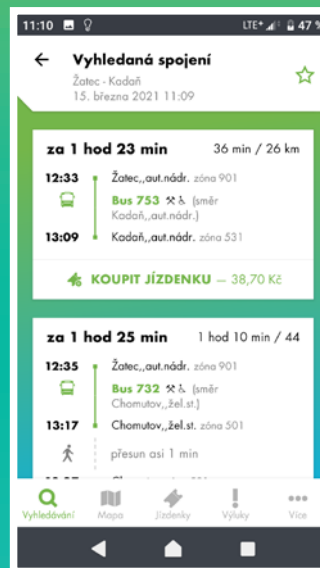 11:10 LTE+ 47 %
Vyhledaná spojení
Žatec - Kadaň
15. března 2021 11:09
za 1 hod 23 min 36 min / 26 km
12:33 Žatec,,aut.nádr. zóna 901
Bus 753 (směr
Kadaň,,aut.nádr.)
13:09 Kadaň,,aut.nádr. zóna 531
KOUPIT JÍZDENKU – 38,70 Kč
za 1 hod 25 min 1 hod 10 min / 44
12:35 Žatec,,aut.nádr. zóna 901
Bus 732 (směr
Chomutov,,žel.st.)
13:17 Chomutov,,žel.st. zóna 501
přesun asi 1 min
Vyhledávání Mapa Jízdenky Výluky Více